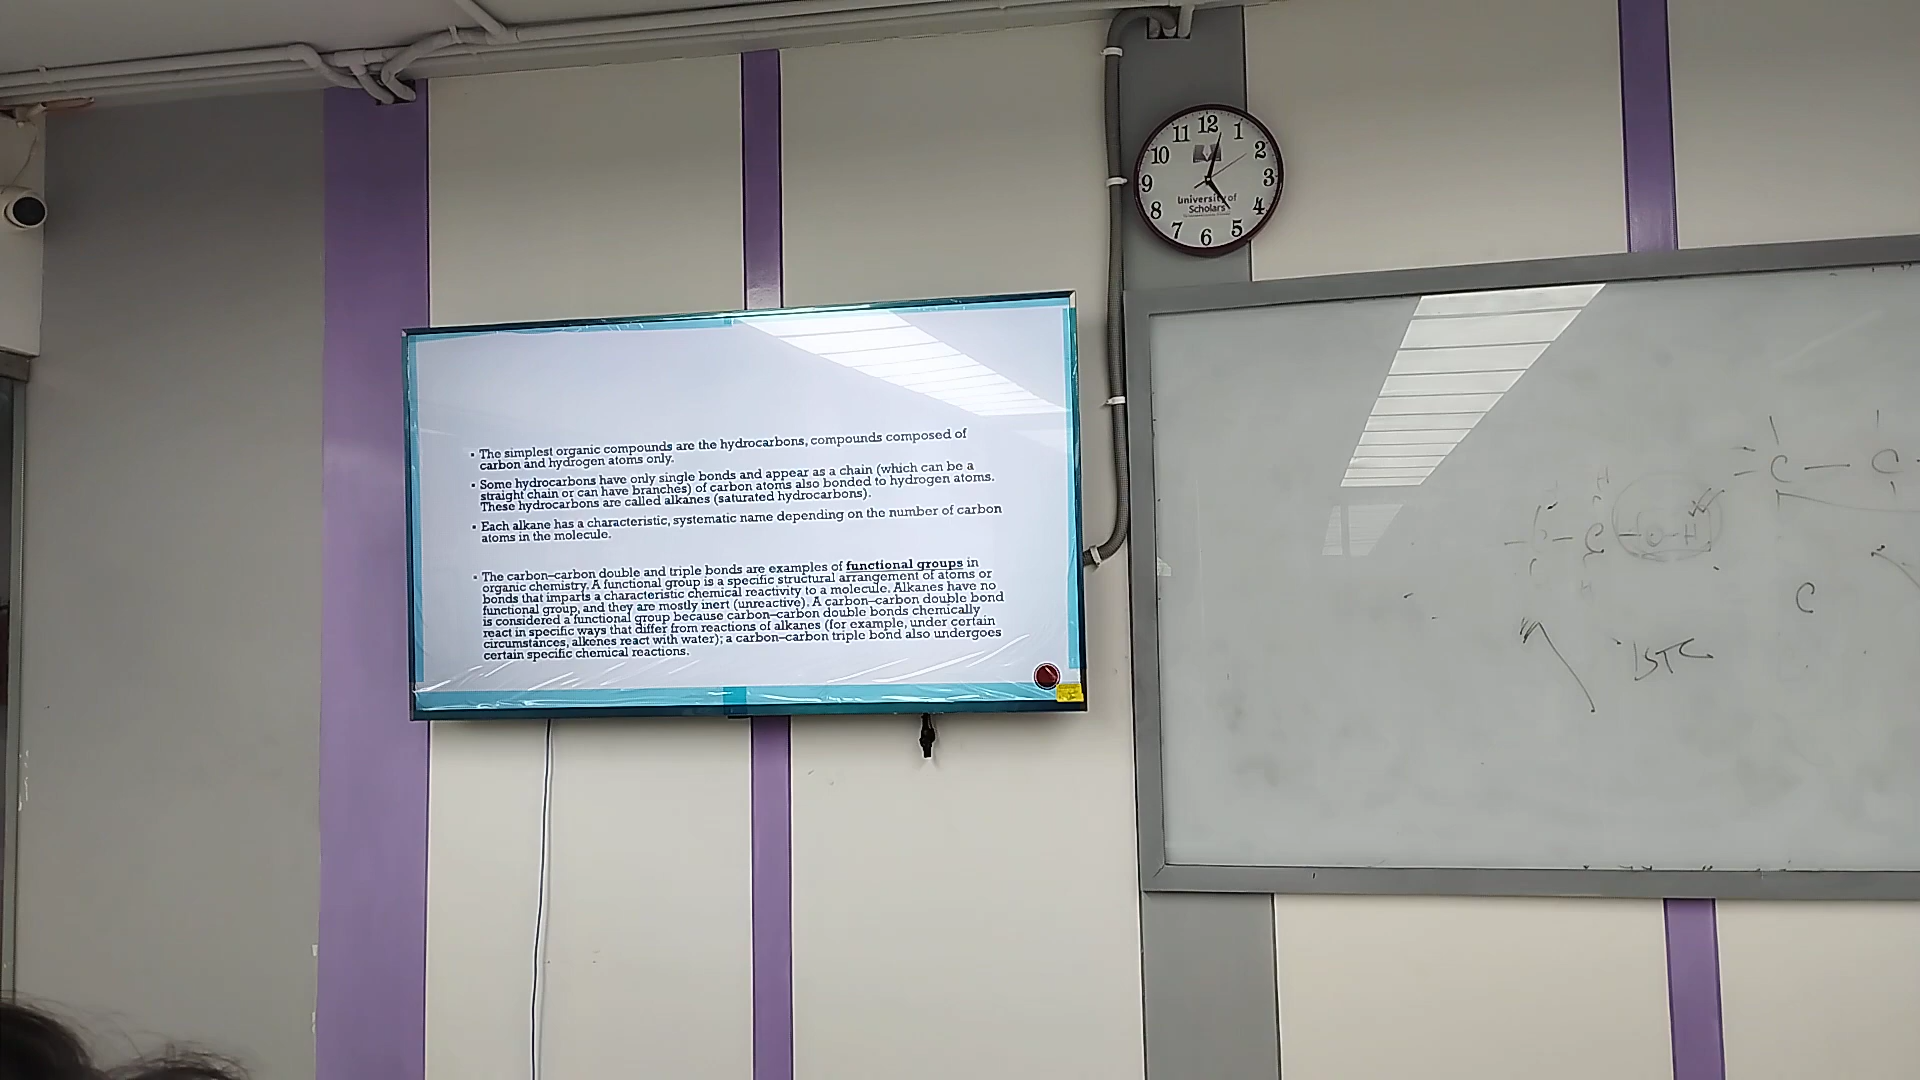 12
11 1
10 2
9 3
8 4
7 5
6
University of
Scholars
▪ The simplest organic compounds are the hydrocarbons, compounds composed of
carbon and hydrogen atoms only.
▪ Some hydrocarbons have only single bonds and appear as a chain (which can be a
straight chain or can have branches) of carbon atoms also bonded to hydrogen atoms.
These hydrocarbons are called alkanes (saturated hydrocarbons).
▪ Each alkane has a characteristic, systematic name depending on the number of carbon
atoms in the molecule.
▪ The carbon–carbon double and triple bonds are examples of functional groups in
organic chemistry. A functional group is a specific structural arrangement of atoms or
bonds that imparts a characteristic chemical reactivity to a molecule. Alkanes have no
functional group, and they are mostly inert (unreactive). A carbon–carbon double bond
is considered a functional group because carbon–carbon double bonds chemically
react in specific ways that differ from reactions of alkanes (for example, under certain
circumstances, alkenes react with water); a carbon–carbon triple bond also undergoes
certain specific chemical reactions.
C — C
H
C - C - O - H
C